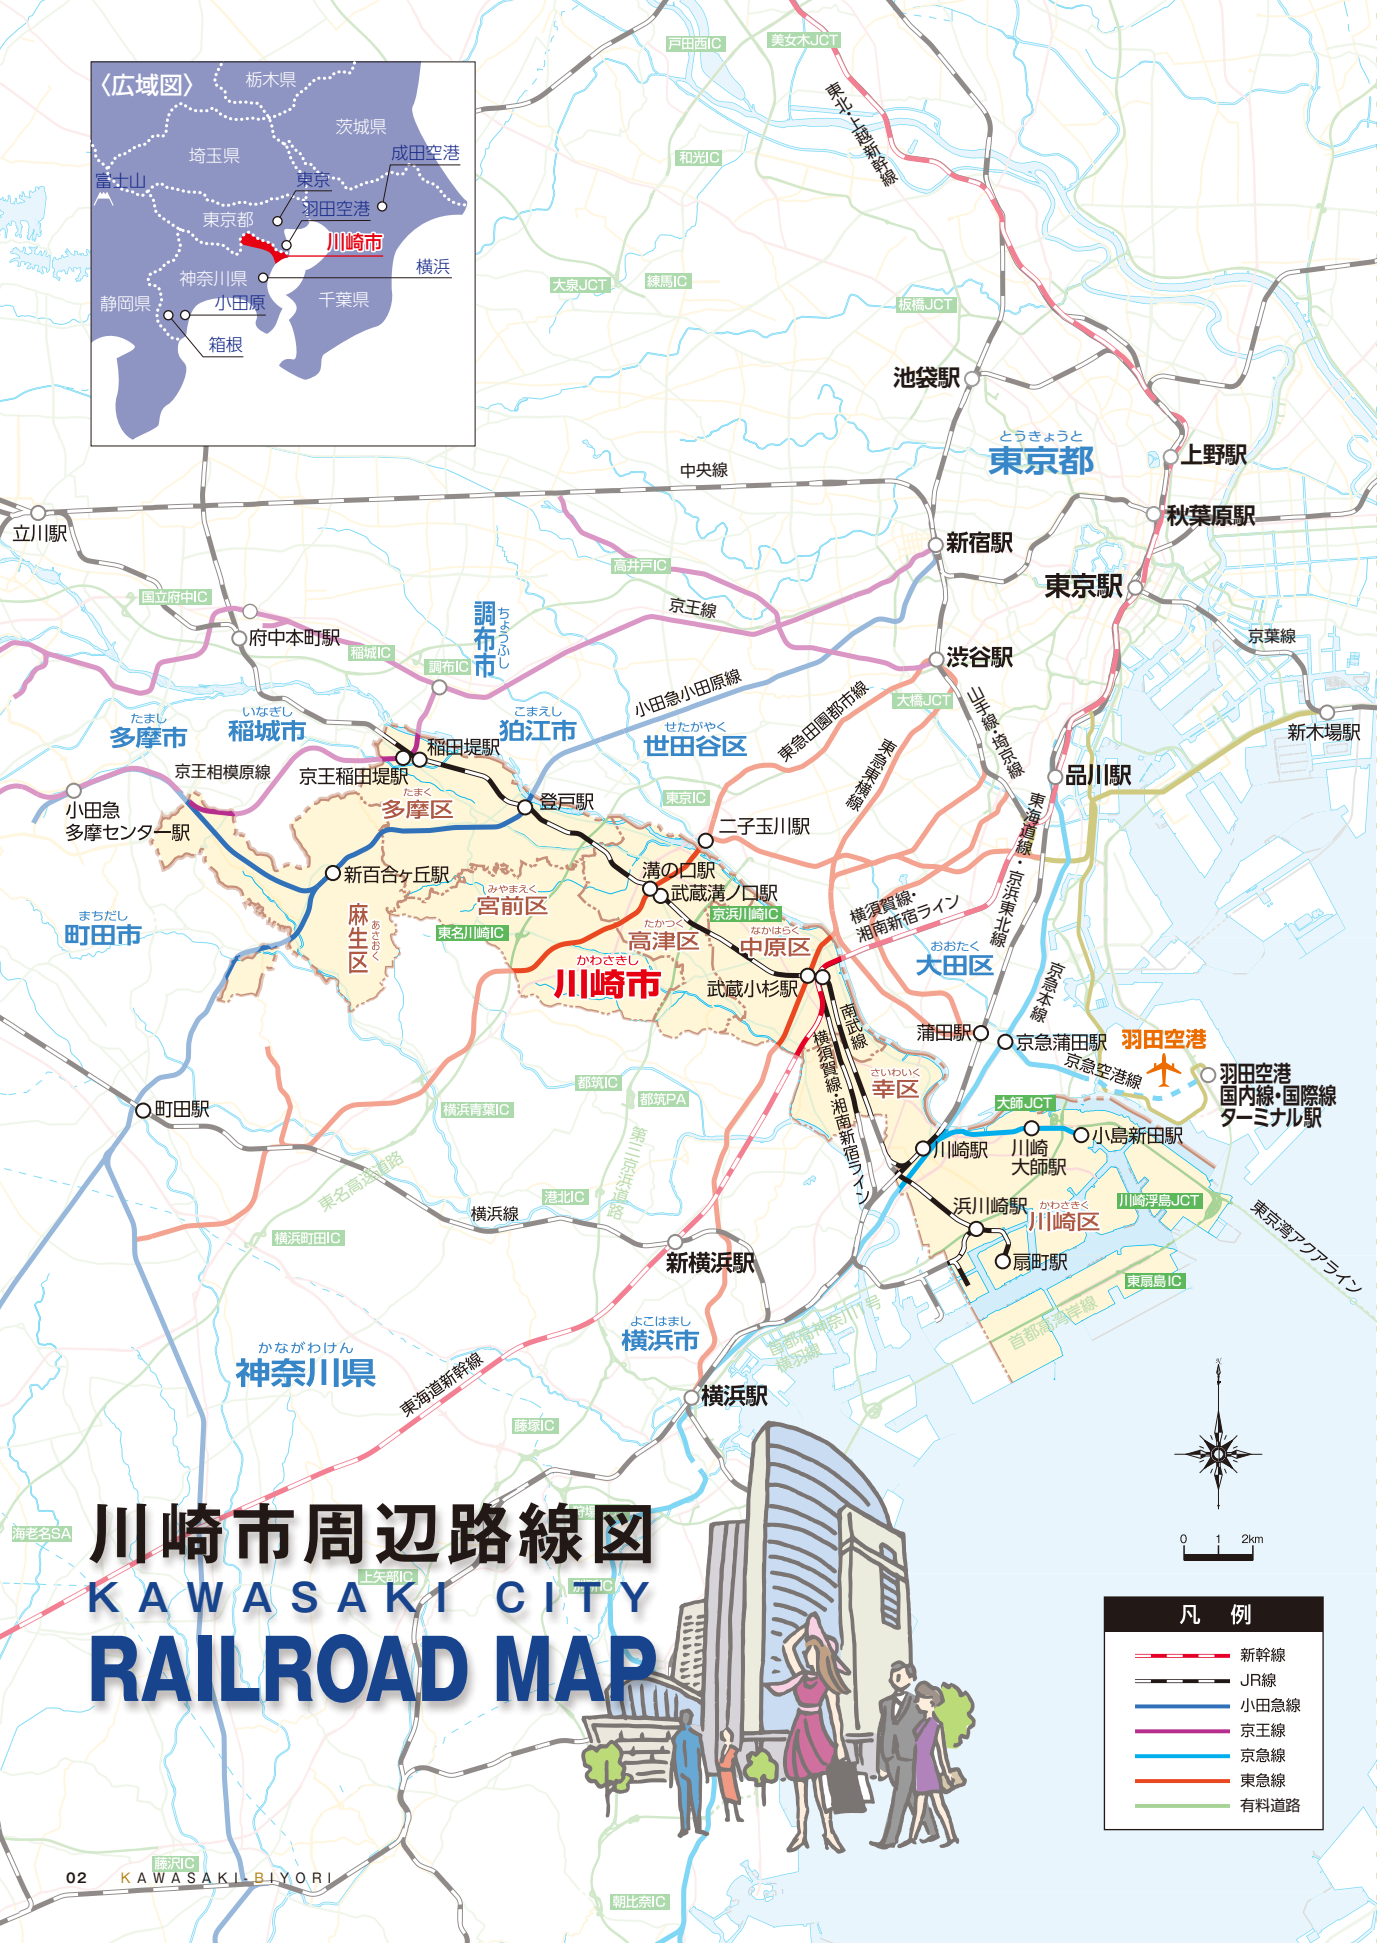 〈広域図〉
栃木県
茨城県
埼玉県
成田空港
富士山
東京
東京都
羽田空港
川崎市
神奈川県
横浜
静岡県
小田原
千葉県
箱根
戸田西IC
美女木JCT
東北・上越新幹線
和光IC
大泉JCT
練馬IC
板橋JCT
池袋駅
とうきょうと
東京都
上野駅
中央線
立川駅
秋葉原駅
新宿駅
高井戸IC
東京駅
国立府中IC
京王線
調布市
ちょうふし
府中本町駅
稲城IC
調布IC
京葉線
渋谷駅
小田急小田原線
東急田園都市線
大橋JCT
山手線・埼京線
新木場駅
たまし
多摩市
いなぎし
稲城市
こまえし
狛江市
せたがやく
世田谷区
東急東横線
稲田堤駅
京王相模原線
京王稲田堤駅
品川駅
小田急
多摩センター駅
たまく
多摩区
登戸駅
東京IC
東海道線・京浜東北線
二子玉川駅
新百合ヶ丘駅
溝の口駅
武蔵溝ノ口駅
みやまえく
宮前区
京浜川崎IC
横須賀線・
湘南新宿ライン
まちだし
町田市
麻生区
あさおく
東名川崎IC
たかつく
高津区
なかはらく
中原区
おおたく
大田区
かわさきし
川崎市
武蔵小杉駅
京急本線
南武線
横須賀線・湘南新宿ライン
蒲田駅
京急蒲田駅
羽田空港
京急空港線
羽田空港
国内線・国際線
ターミナル駅
さいわいく
幸区
都筑IC
都筑PA
大師JCT
町田駅
横浜青葉IC
第三京浜道路
川崎駅
川崎
大師駅
小島新田駅
東名高速道路
港北IC
横浜線
浜川崎駅
かわさきく
川崎区
川崎浮島JCT
東京湾アクアライン
横浜町田IC
新横浜駅
扇町駅
東扇島IC
首都高神奈川1号
横羽線
首都高湾岸線
よこはまし
横浜市
かながわけん
神奈川県
東海道新幹線
横浜駅
藤塚IC
川崎市周辺路線図
海老名SA
KAWASAKI CITY
上矢部IC
RAILROAD MAP
0 1 2km
凡 例
新幹線
JR線
小田急線
京王線
京急線
東急線
有料道路
藤沢IC
02 KAWASAKI-BIYORI
朝比奈IC